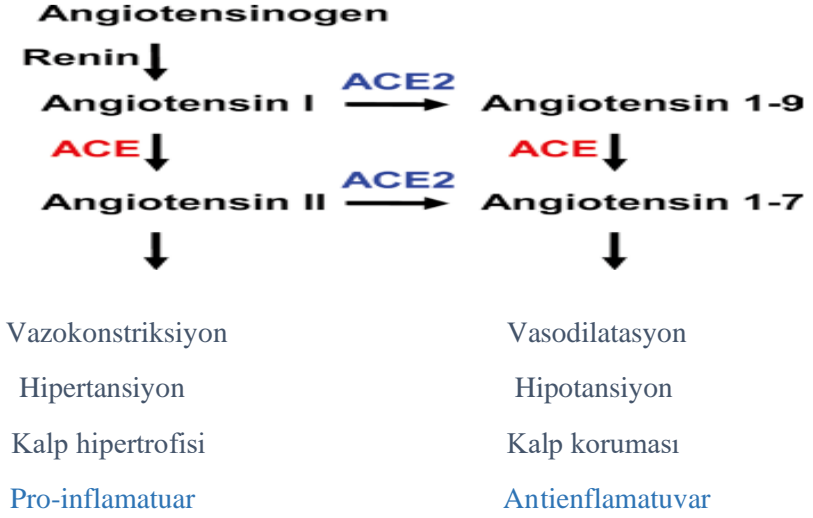 Angiotensinogen
Renin
ACE2
Angiotensin I Angiotensin 1-9
ACE ACE
ACE2
Angiotensin II Angiotensin 1-7
Vazokonstriksiyon Vasodilatasyon
Hipertansiyon Hipotansiyon
Kalp hipertrofisi Kalp koruması
Pro-inflamatuar Antienflamatuvar